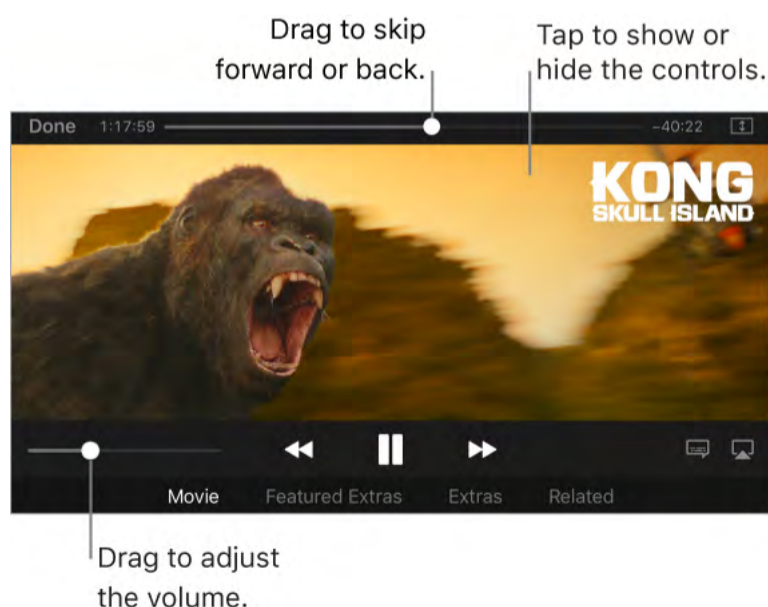 Drag to skip
forward or back.
Tap to show or
hide the controls.
Done 1:17:59 -40:22
KONG
SKULL ISLAND
Movie Featured Extras Extras Related
Drag to adjust
the volume.